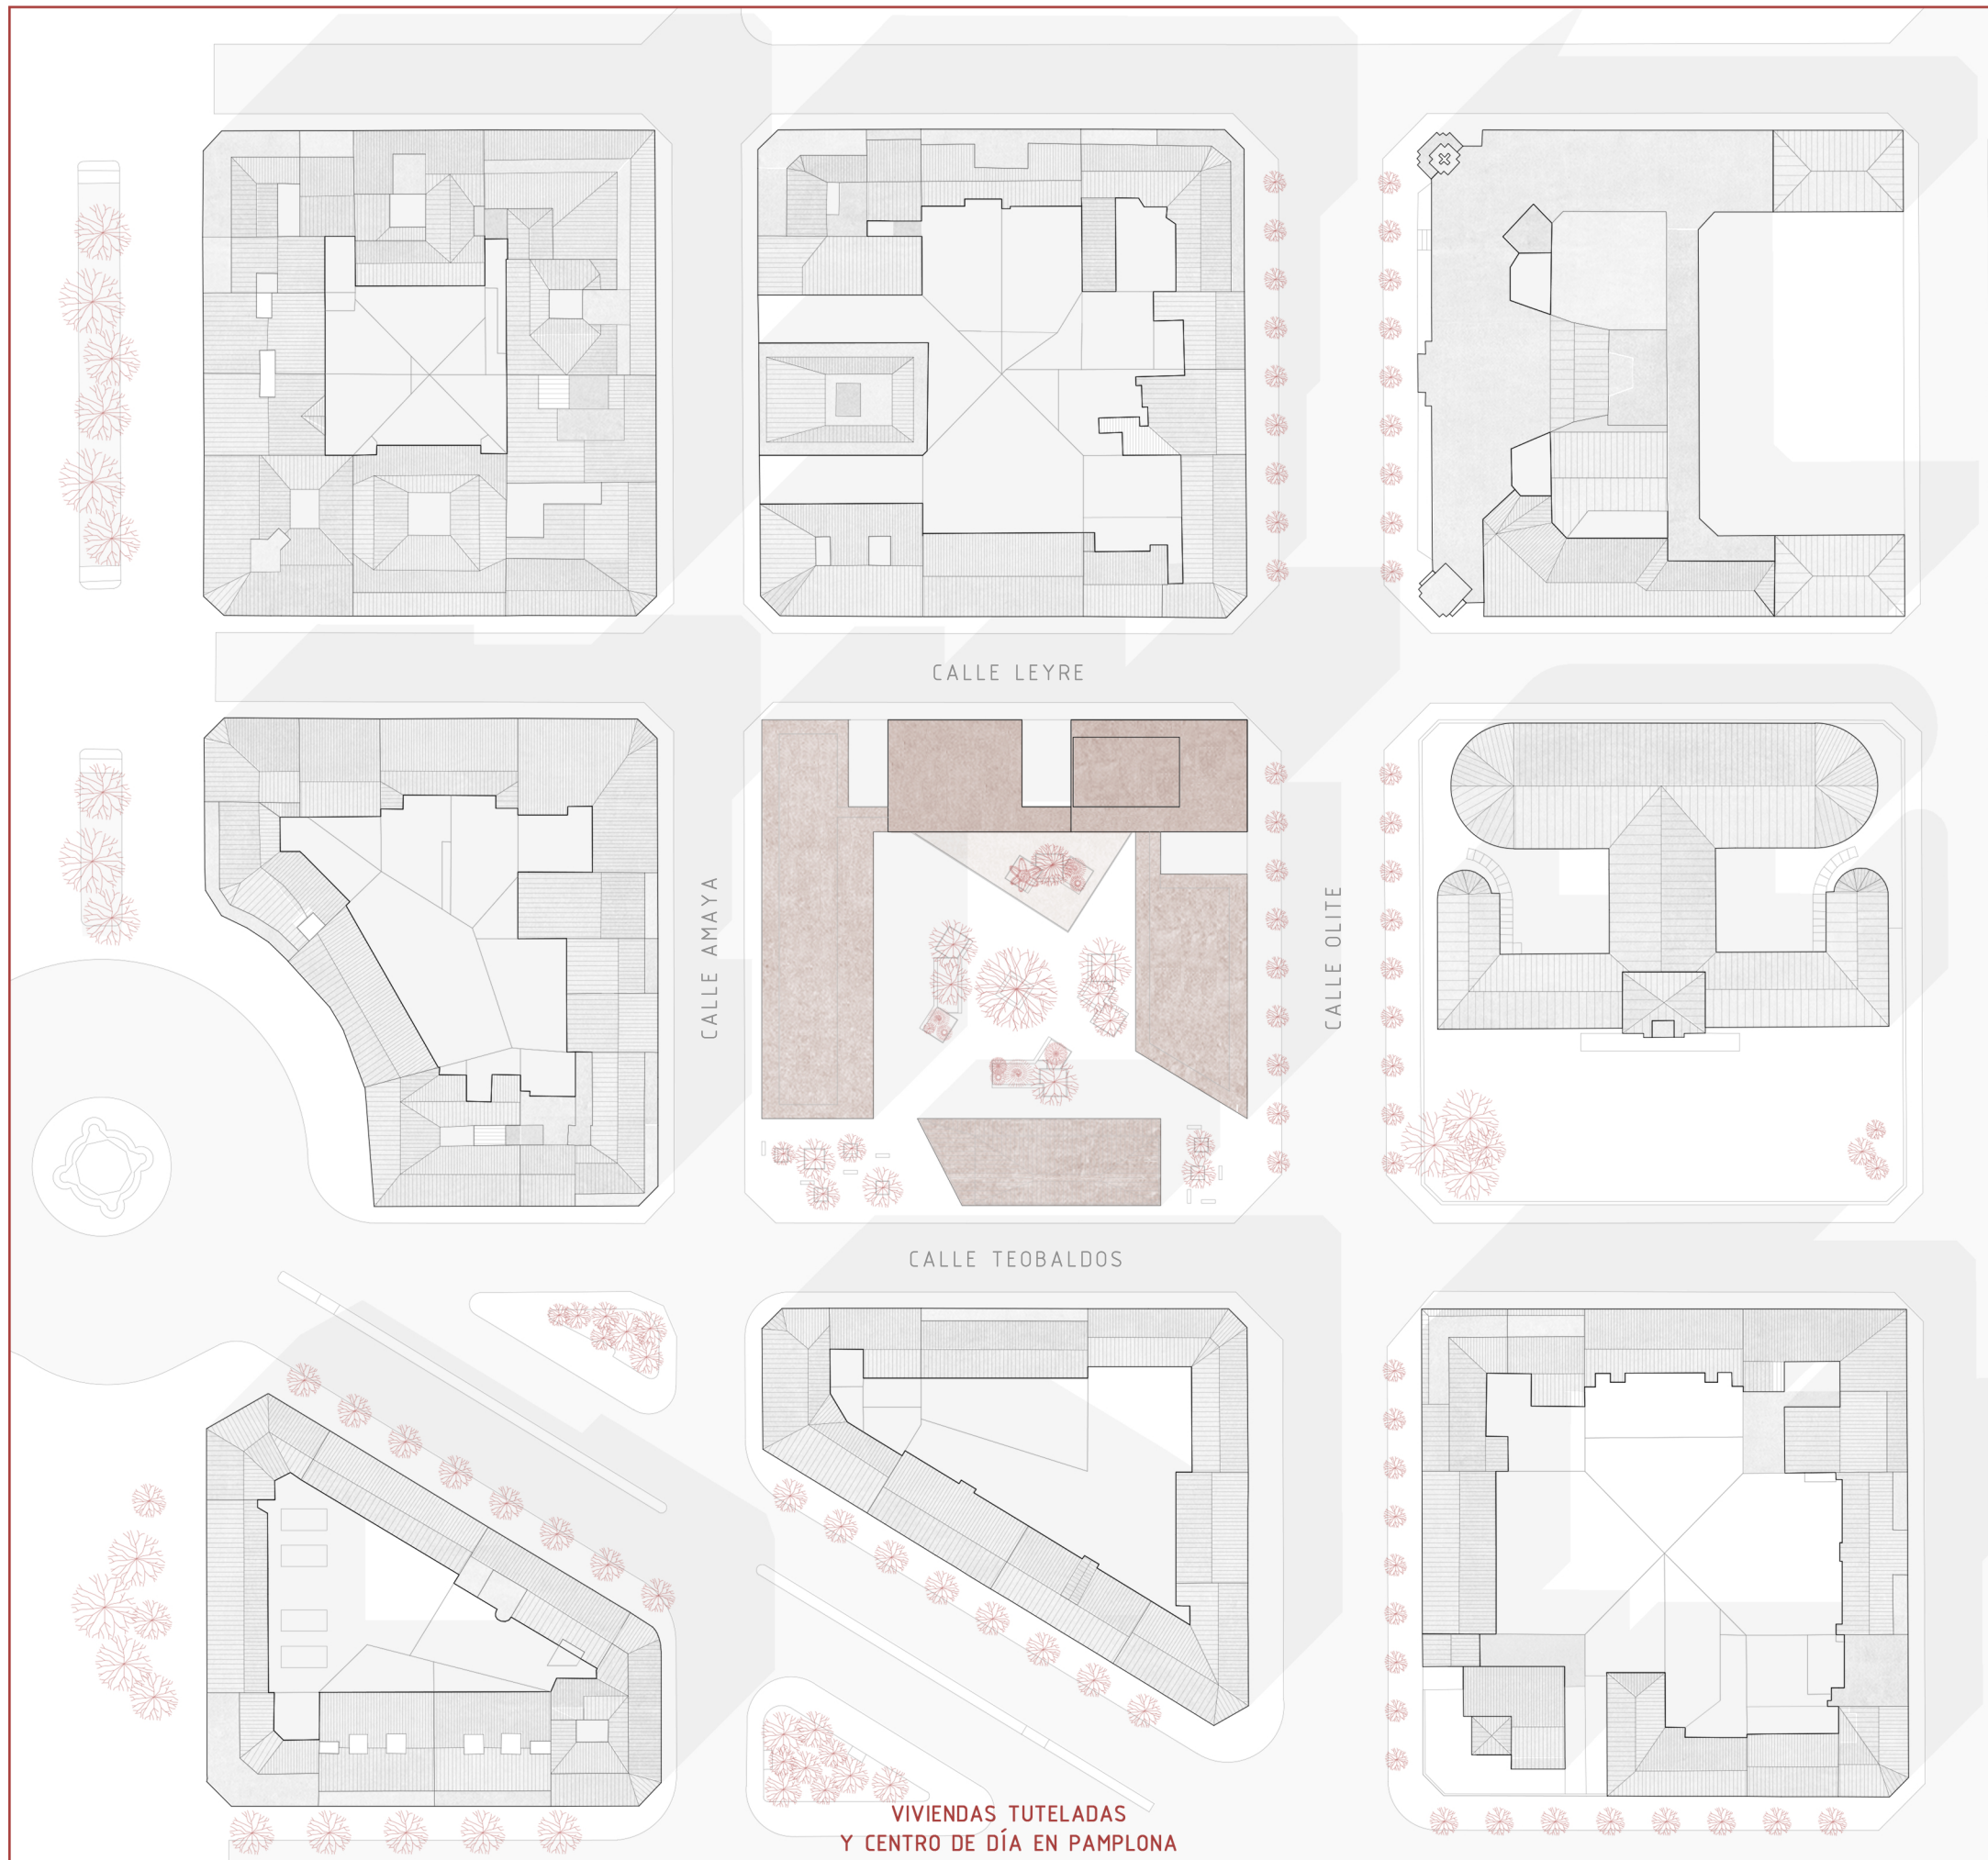 CALLE LEYRE
CALLE AMAYA
CALLE OLITE
CALLE TEOBALDOS
VIVIENDAS TUTELADAS
Y CENTRO DE DÍA EN PAMPLONA